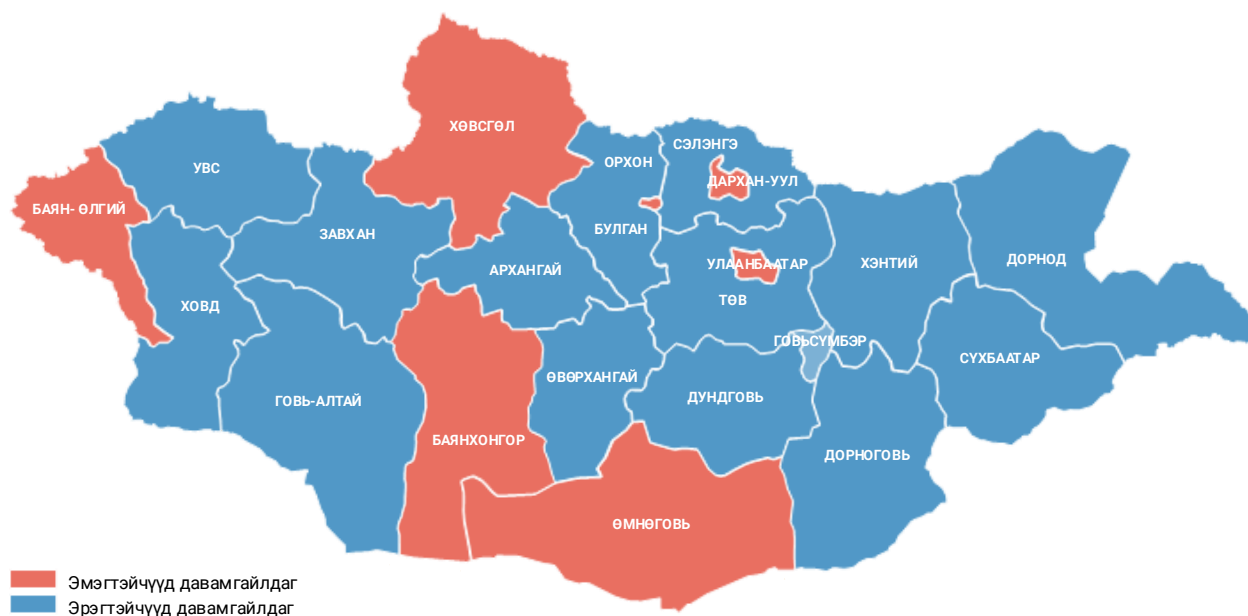 ХӨВСГӨЛ
СЭЛЭНГЭ
ОРХОН
УВС
ДАРХАН-УУЛ
БАЯН- ӨЛГИЙ
ЗАВХАН
БУЛГАН
ДОРНОД
ХЭНТИЙ
УЛААНБААТАР
АРХАНГАЙ
ХОВД
ТӨВ
ГОВЬСҮМБЭР
СҮХБААТАР
ӨВӨРХАНГАЙ
ДУНДГОВЬ
ГОВЬ-АЛТАЙ
БАЯНХОНГОР
ДОРНОГОВЬ
ӨМНӨГОВЬ
Эмэгтэйчүүд давамгайлдаг
Эрэгтэйчүүд давамгайлдаг